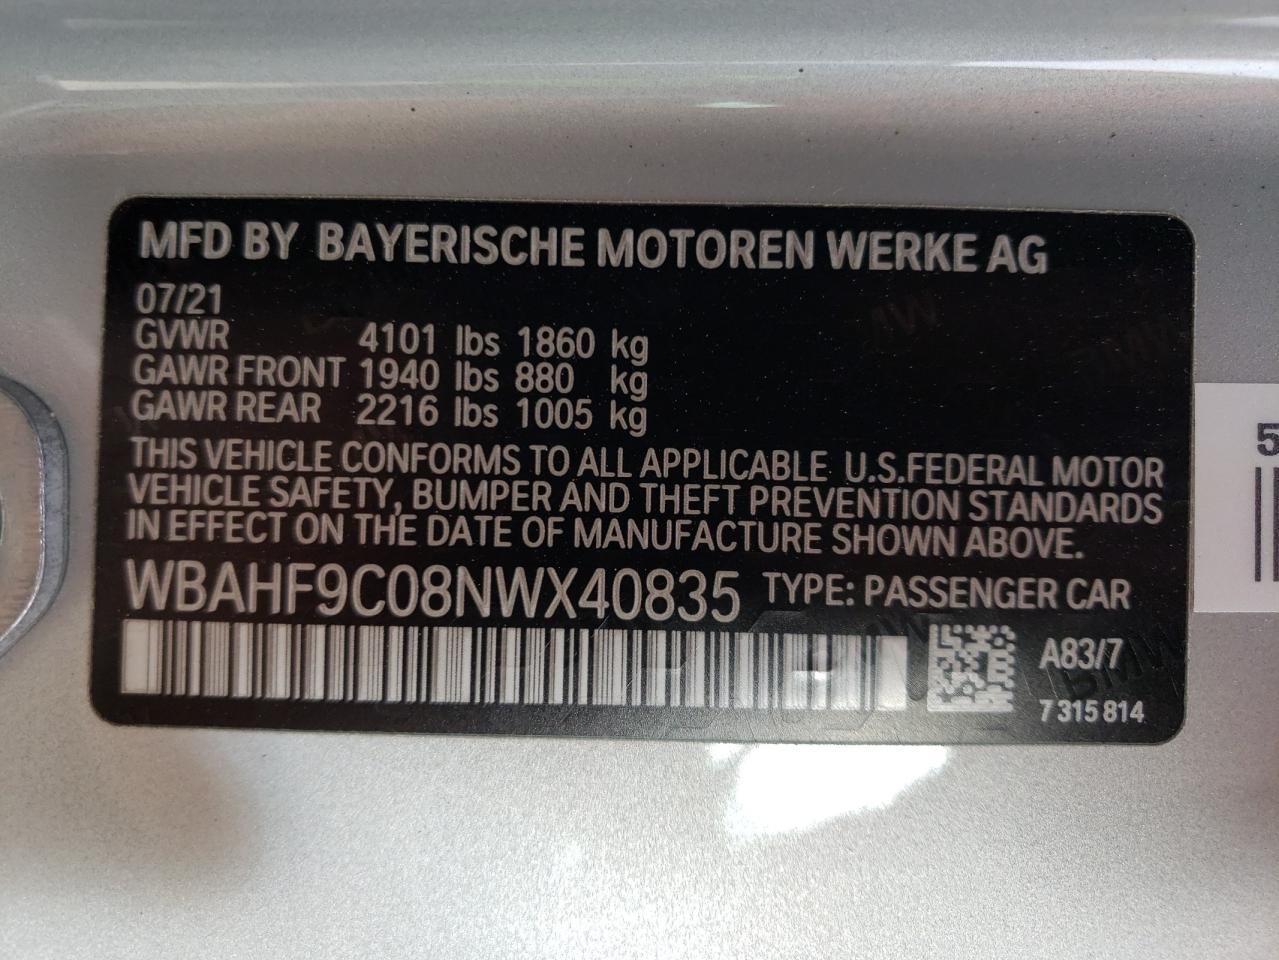 MFD BY BAYERISCHE MOTOREN WERKE AG
07/21
GVWR 4101 lbs 1860 kg
GAWR FRONT 1940 lbs 880 kg
GAWR REAR 2216 lbs 1005 kg
THIS VEHICLE CONFORMS TO ALL APPLICABLE U.S.FEDERAL MOTOR
VEHICLE SAFETY, BUMPER AND THEFT PREVENTION STANDARDS
IN EFFECT ON THE DATE OF MANUFACTURE SHOWN ABOVE.
WBAHF9C08NWX40835 TYPE: PASSENGER CAR
A83/7
7 315 814
5